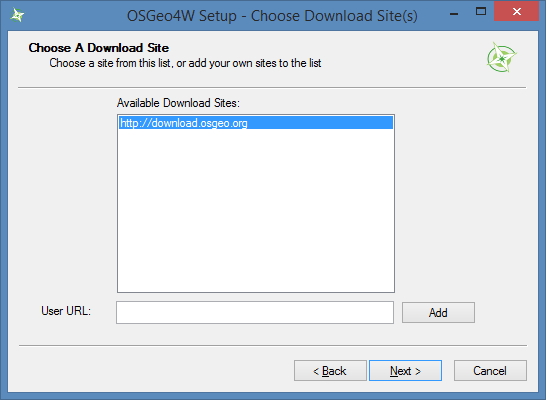 OSGeo4W Setup - Choose Download Site(s)
Choose A Download Site
Choose a site from this list, or add your own sites to the list
Available Download Sites:
http://download.osgeo.org
User URL:
Add
< Back
Next >
Cancel